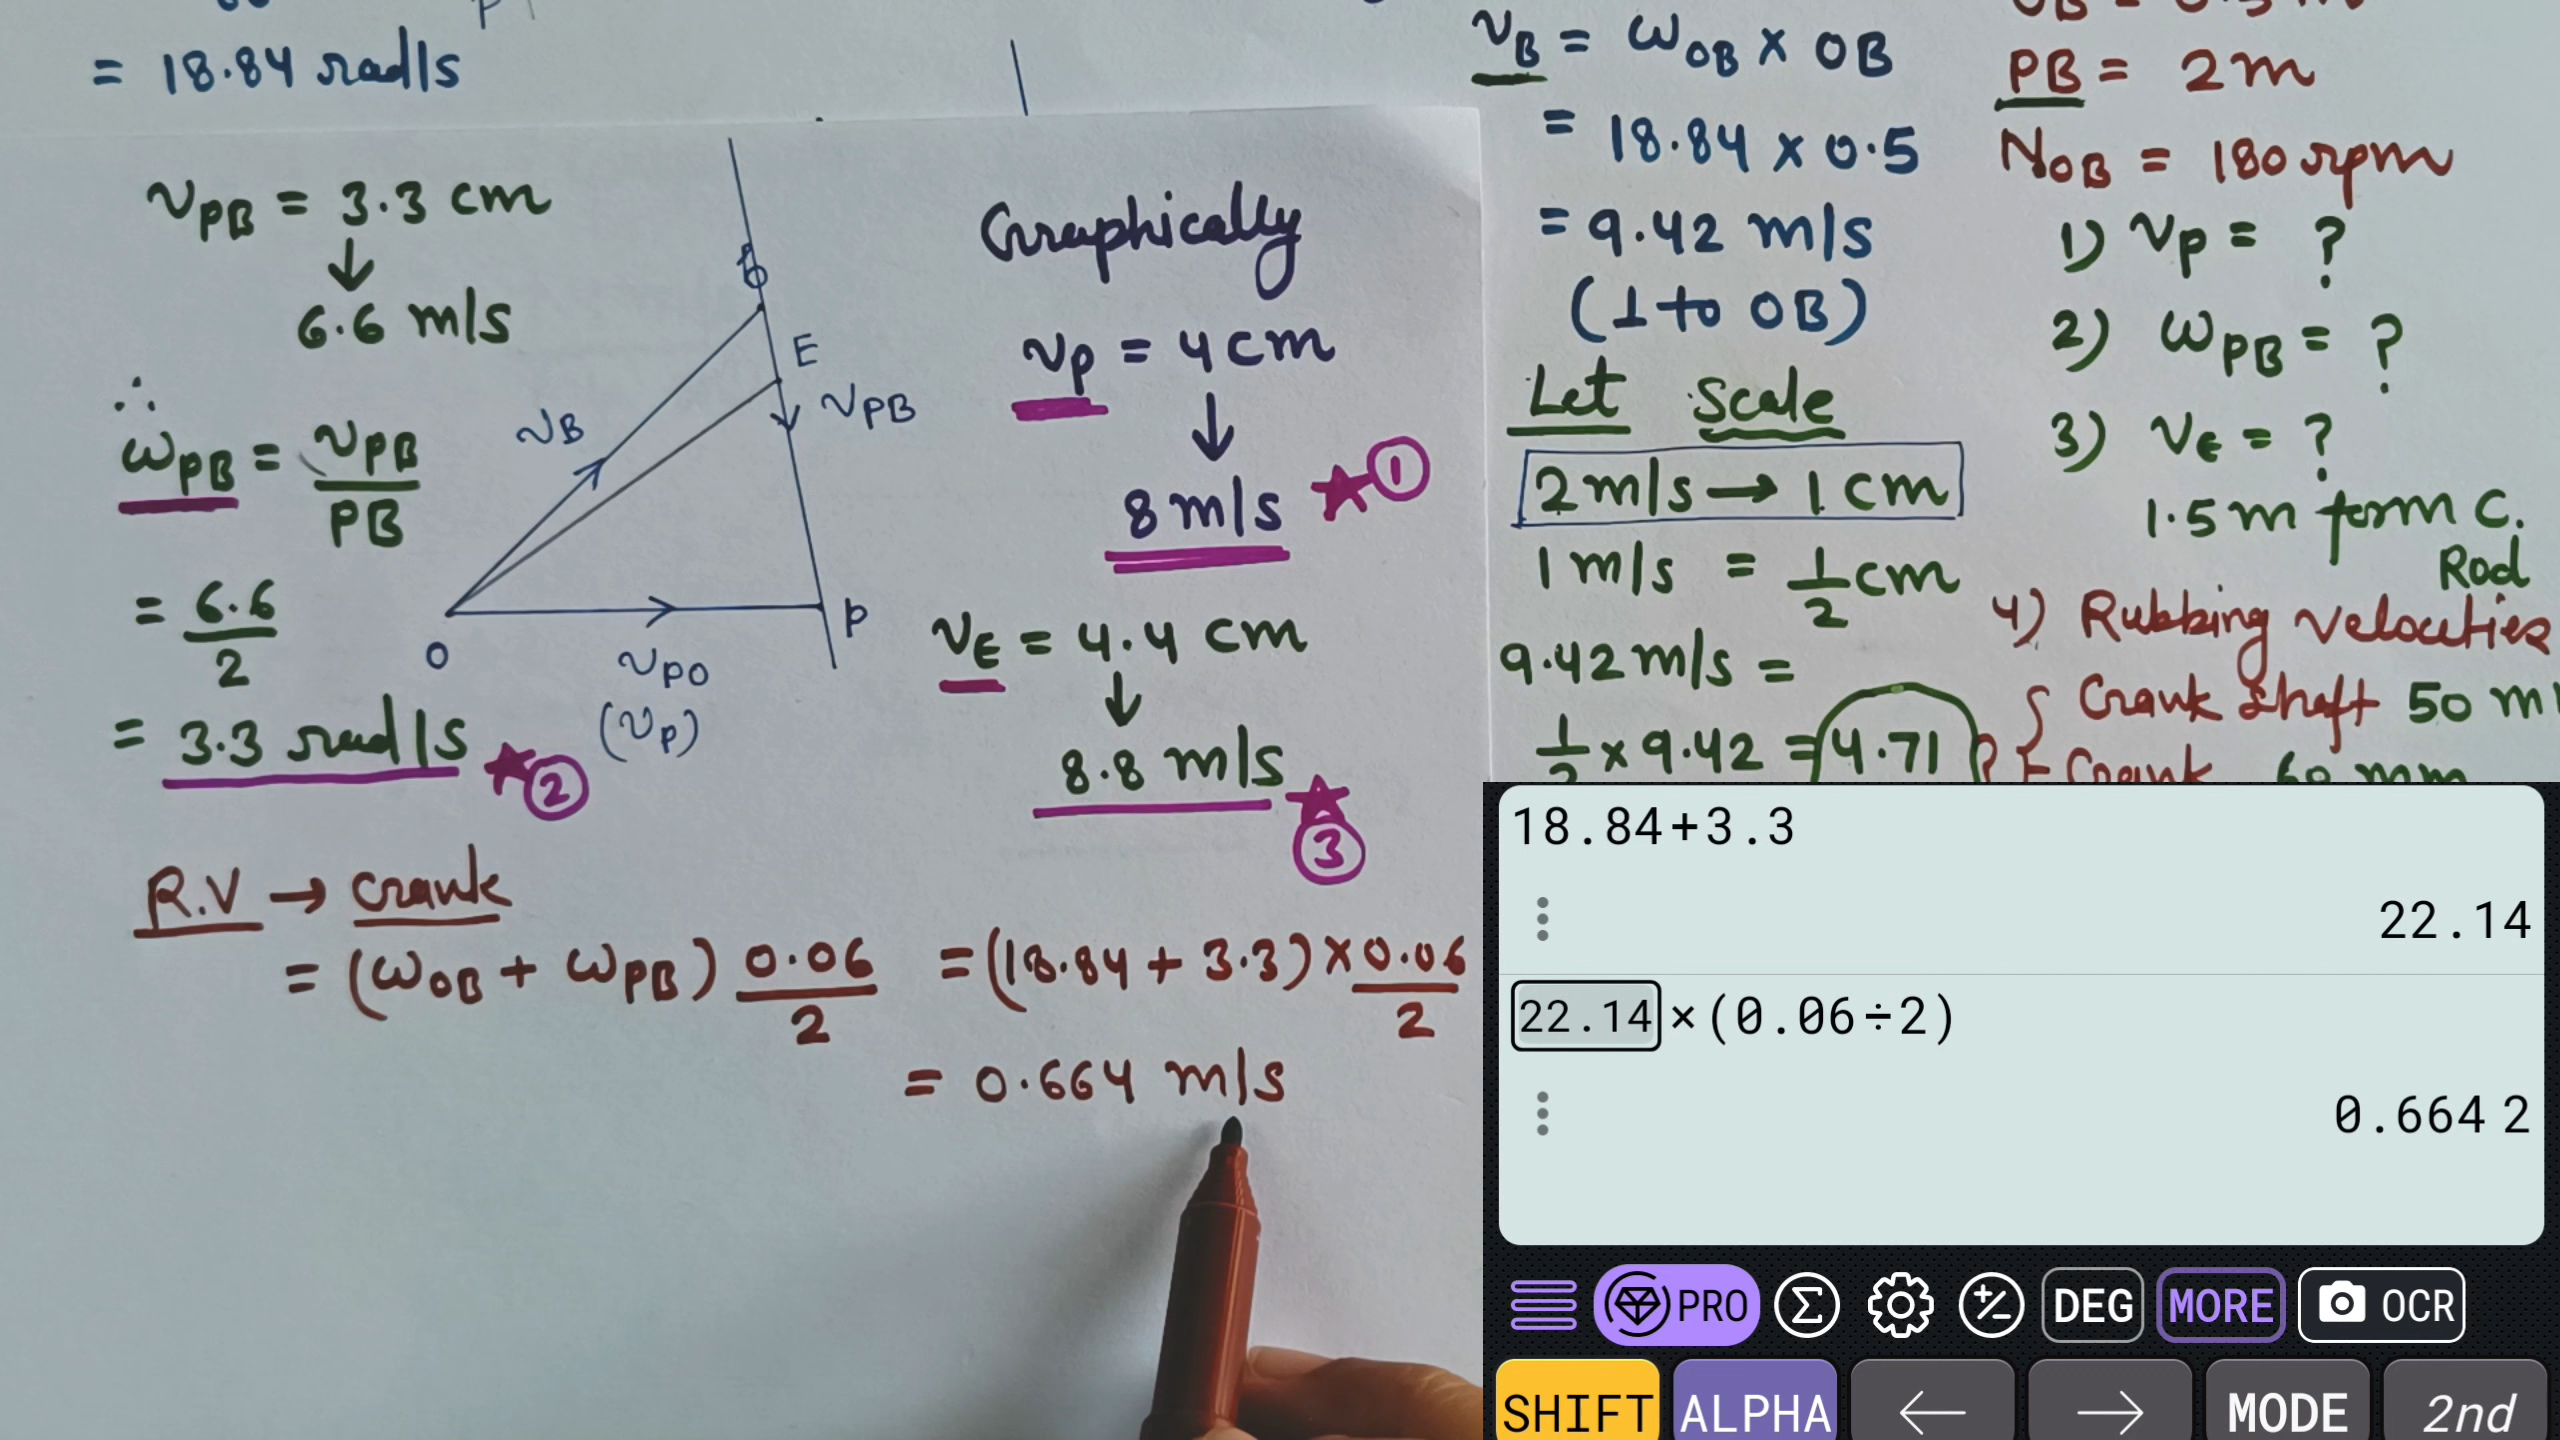 = 18.84 rad/s
vPB = 3.3 cm
↓
6.6 m/s
∴
ωPB = vPB / PB
= 6.6 / 2
= 3.3 rad/s ★ ②
b
E
vB
vPB
O
p
vPO
(vp)
Graphically
vp = 4 cm
↓
8 m/s ★ ①
vE = 4.4 cm
↓
8.8 m/s ★ ③
R.V → crank
= (ωOB + ωPB) 0.06 / 2
= (18.84 + 3.3) × 0.06 / 2
= 0.664 m/s
vB = ωOB × OB
= 18.84 × 0.5
= 9.42 m/s
(⊥ to OB)
Let Scale
2 m/s → 1 cm
1 m/s = 1/2 cm
9.42 m/s =
1/2 × 9.42 = 4.71
PB = 2 m
NOB = 180 rpm
1) vp = ?
2) ωPB = ?
3) vE = ?
1.5 m form C.
Rod
4) Rubbing velocities
Crank shaft 50 m
Crank 60 mm
18.84+3.3
22.14
22.14×(0.06÷2)
0.664 2
PRO
DEG
MORE
OCR
SHIFT
ALPHA
←
→
MODE
2nd